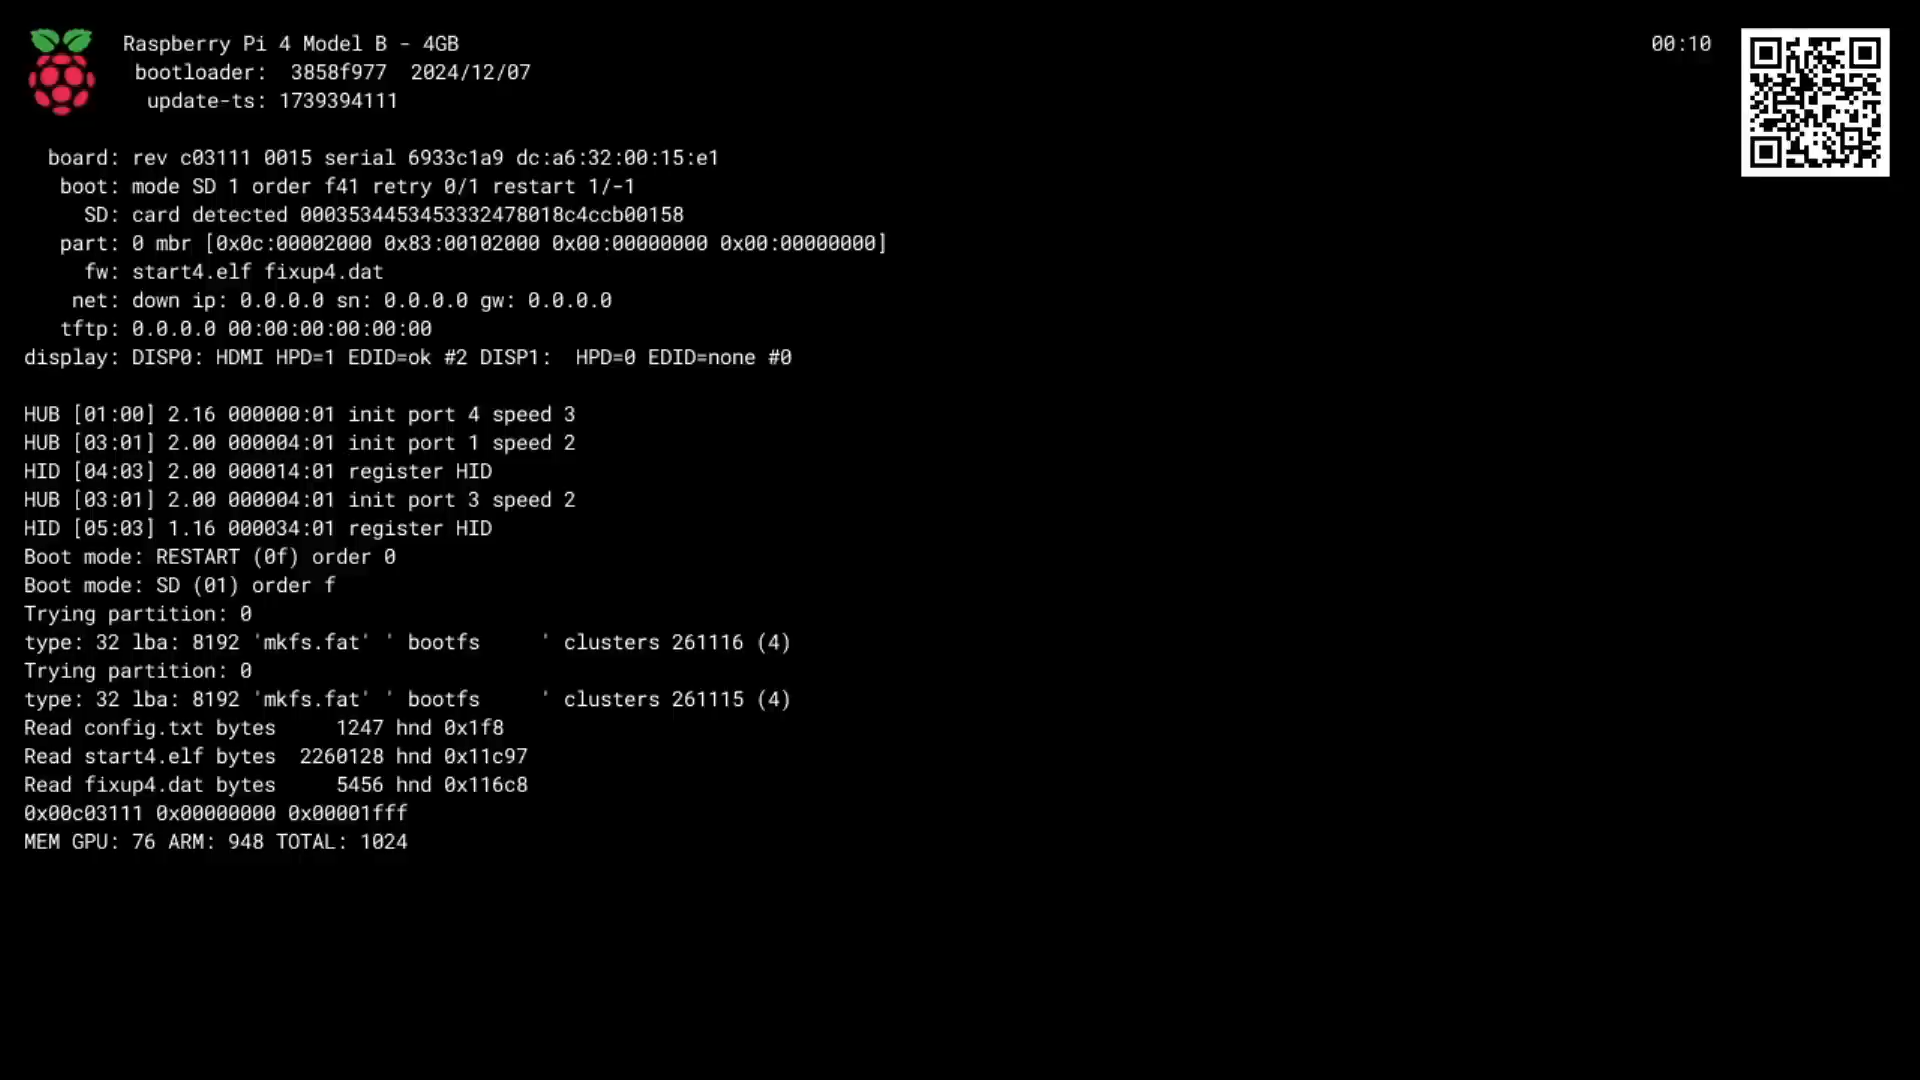 Raspberry Pi 4 Model B - 4GB
bootloader: 3858f977 2024/12/07
update-ts: 1739394111
00:10
board: rev c03111 0015 serial 6933c1a9 dc:a6:32:00:15:e1
boot: mode SD 1 order f41 retry 0/1 restart 1/-1
SD: card detected 0003534453453332478018c4ccb00158
part: 0 mbr [0x0c:00002000 0x83:00102000 0x00:00000000 0x00:00000000]
fw: start4.elf fixup4.dat
net: down ip: 0.0.0.0 sn: 0.0.0.0 gw: 0.0.0.0
tftp: 0.0.0.0 00:00:00:00:00:00
display: DISP0: HDMI HPD=1 EDID=ok #2 DISP1:  HPD=0 EDID=none #0
HUB [01:00] 2.16 000000:01 init port 4 speed 3
HUB [03:01] 2.00 000004:01 init port 1 speed 2
HID [04:03] 2.00 000014:01 register HID
HUB [03:01] 2.00 000004:01 init port 3 speed 2
HID [05:03] 1.16 000034:01 register HID
Boot mode: RESTART (0f) order 0
Boot mode: SD (01) order f
Trying partition: 0
type: 32 lba: 8192 'mkfs.fat' ' bootfs     ' clusters 261116 (4)
Trying partition: 0
type: 32 lba: 8192 'mkfs.fat' ' bootfs     ' clusters 261115 (4)
Read config.txt bytes     1247 hnd 0x1f8
Read start4.elf bytes  2260128 hnd 0x11c97
Read fixup4.dat bytes     5456 hnd 0x116c8
0x00c03111 0x00000000 0x00001fff
MEM GPU: 76 ARM: 948 TOTAL: 1024